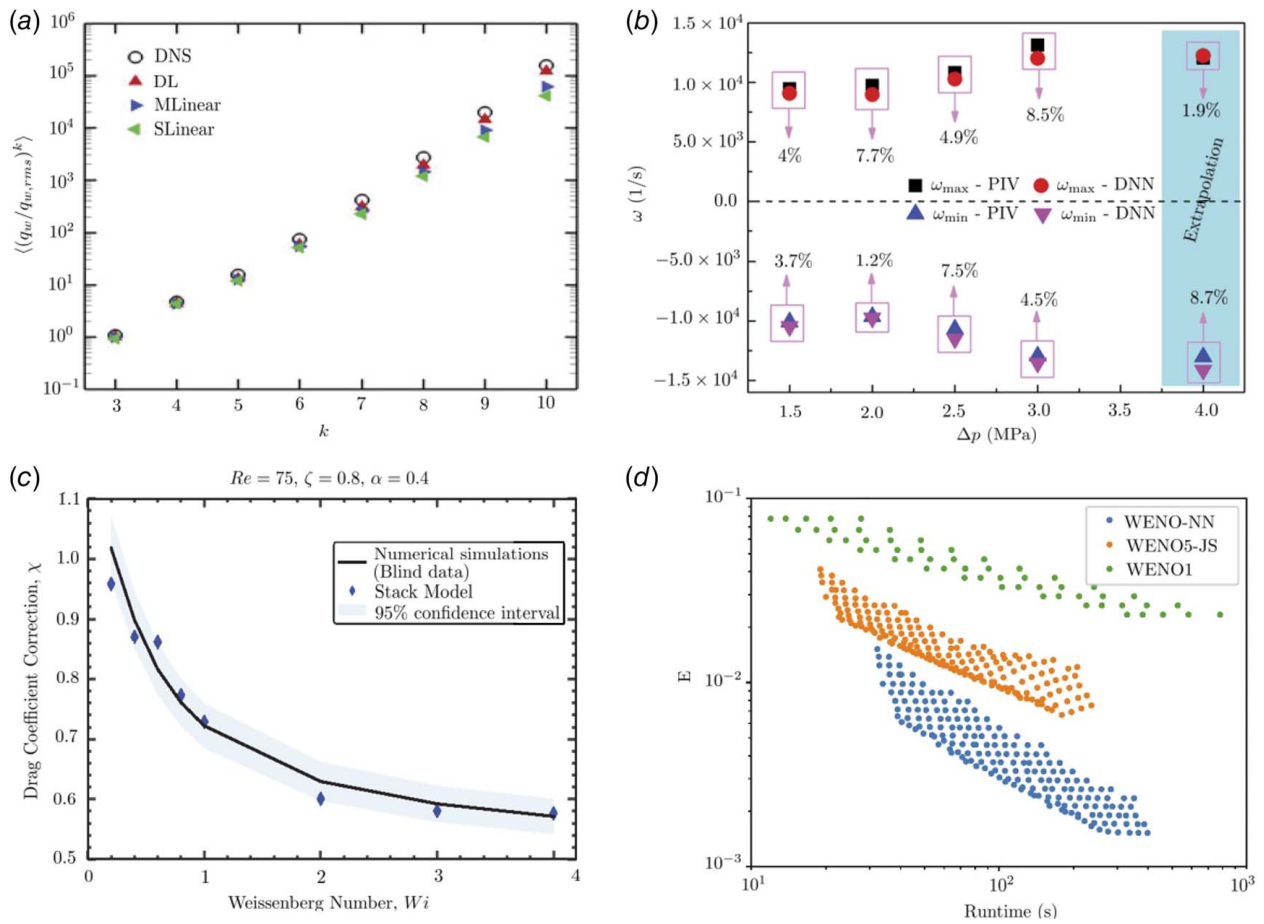 (a)
10^6
10^5
10^4
10^3
10^2
10^1
10^0
10^{-1}
⟨(q_w/q_{w,rms})^k⟩
DNS
DL
MLinear
SLinear
3 4 5 6 7 8 9 10
k
(b)
1.5 × 10^4
1.0 × 10^4
5.0 × 10^3
0.0
−5.0 × 10^3
−1.0 × 10^4
−1.5 × 10^4
ω (1/s)
4%
7.7%
4.9%
8.5%
1.9%
ω_max - PIV ω_max - DNN
ω_min - PIV ω_min - DNN
Extrapolation
3.7%
1.2%
7.5%
4.5%
8.7%
1.5 2.0 2.5 3.0 3.5 4.0
Δp (MPa)
(c)
Re = 75, ζ = 0.8, α = 0.4
1.1
1.0
0.9
0.8
0.7
0.6
0.5
Drag Coefficient Correction, χ
Numerical simulations
(Blind data)
Stack Model
95% confidence interval
0 1 2 3 4
Weissenberg Number, Wi
(d)
10^{-1}
10^{-2}
10^{-3}
E
WENO-NN
WENO5-JS
WENO1
10^1 10^2 10^3
Runtime (s)